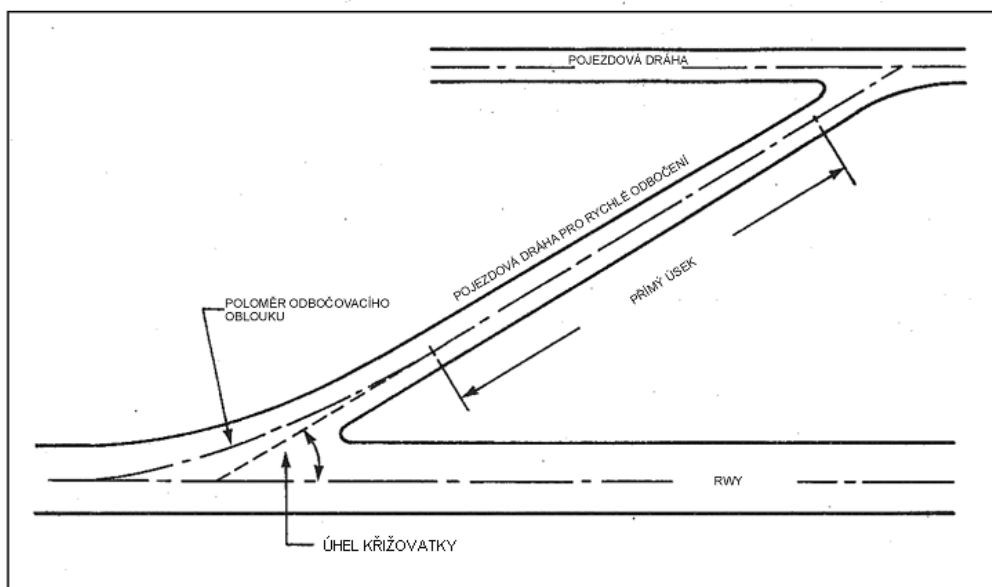 POJEZDOVÁ DRÁHA
POJEZDOVÁ DRÁHA PRO RYCHLÉ ODBOČENÍ
PŘÍMÝ ÚSEK
POLOMĚR ODBOČOVACÍHO
OBLOUKU
RWY
ÚHEL KŘIŽOVATKY